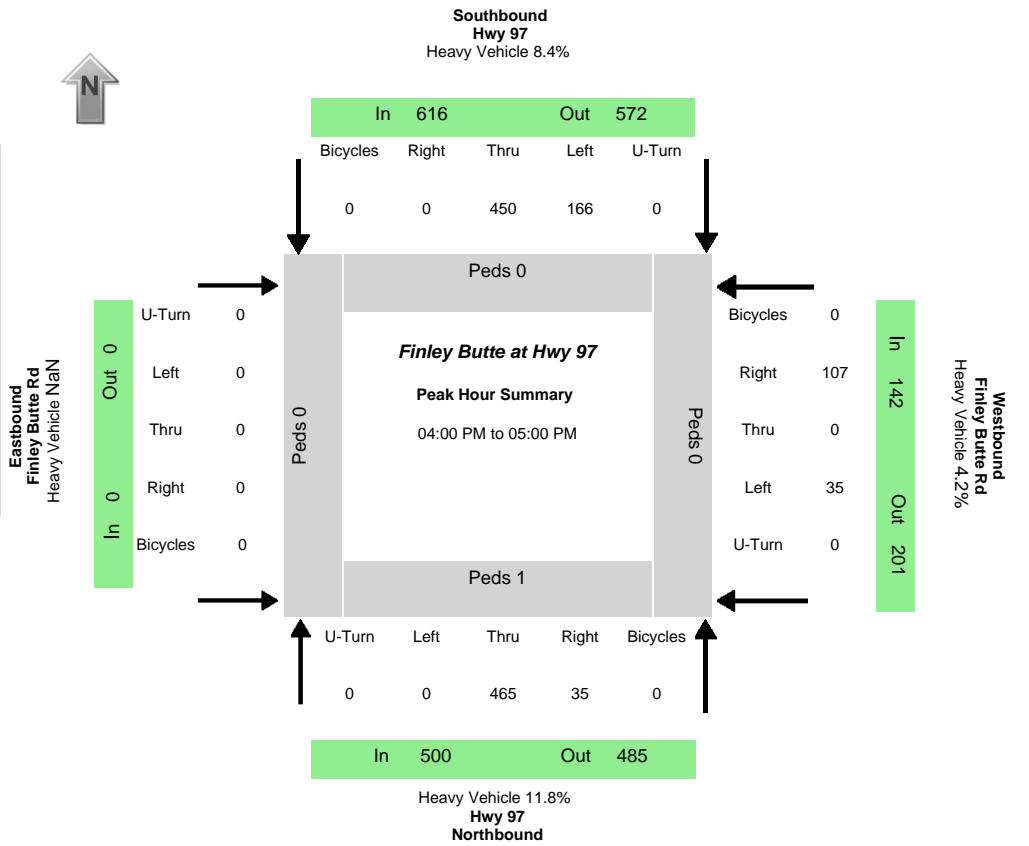 Southbound
Hwy 97
Heavy Vehicle 8.4%
N
In 616 Out 572
Bicycles Right Thru Left U-Turn
0 0 450 166 0
Peds 0
Eastbound
Finley Butte Rd
Heavy Vehicle NaN
In 0 Out 0
U-Turn 0
Left 0
Thru 0
Right 0
Bicycles 0
Peds 0
Finley Butte at Hwy 97
Peak Hour Summary
04:00 PM to 05:00 PM
Peds 0
Bicycles 0
Right 107
Thru 0
Left 35
U-Turn 0
In 142 Out 201
Westbound
Finley Butte Rd
Heavy Vehicle 4.2%
Peds 1
U-Turn Left Thru Right Bicycles
0 0 465 35 0
In 500 Out 485
Heavy Vehicle 11.8%
Hwy 97
Northbound